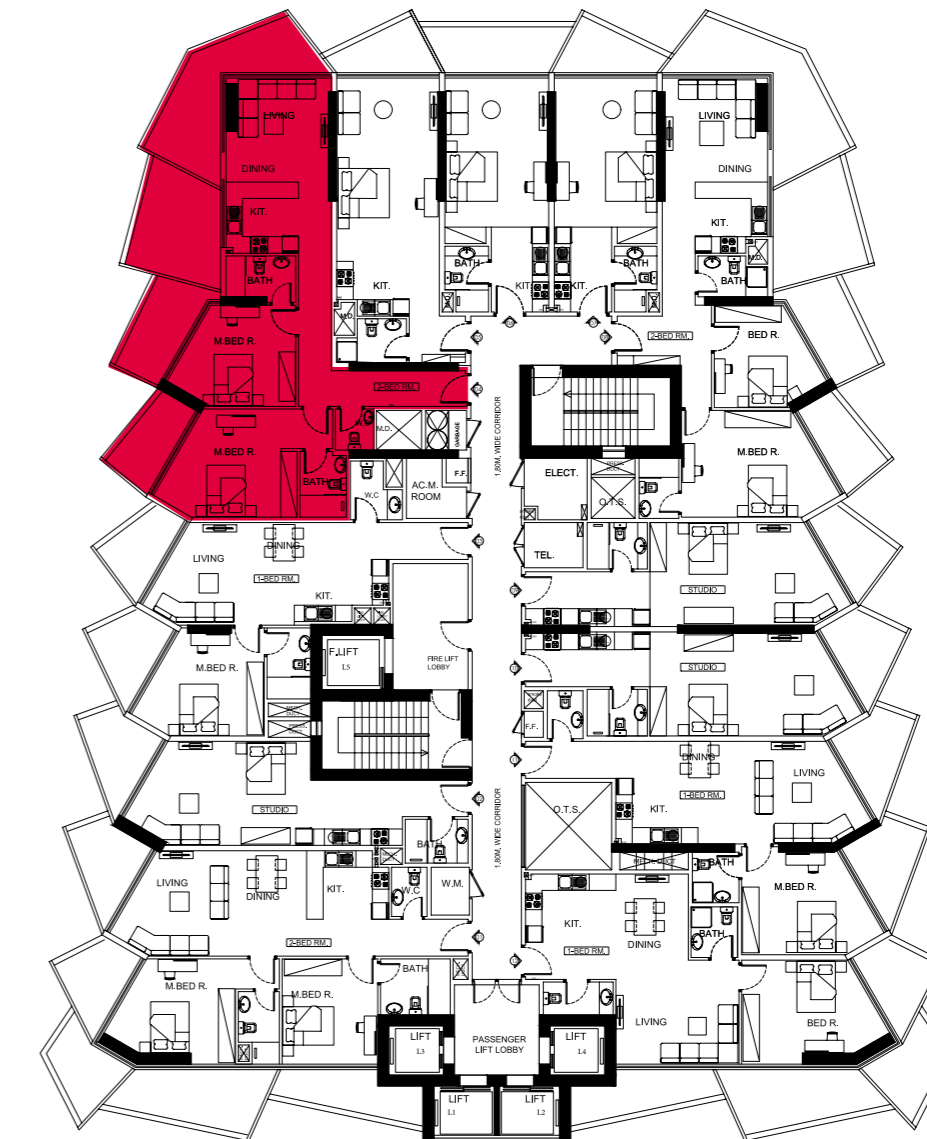 LIVING
LIVING
DINING
DINING
KIT.
KIT.
BATH
BATH
BATH
BATH
M.D.
KIT.
KIT.
KIT.
M.D.
M.BED R.
2-BED RM.
BED R.
2-BED RM.
M.D.
GARBAGE
1.80M. WIDE CORRIDOR
M.BED R.
M.BED R.
BATH
W.C
AC.M.
ROOM
F.F.
ELECT.
O.T.S.
LIVING
DINING
TEL.
1-BED RM.
KIT.
STUDIO
F.LIFT
L5
FIRE LIFT
LOBBY
M.BED R.
STUDIO
F.F.
DINING
LIVING
1-BED RM.
STUDIO
O.T.S.
KIT.
1.80M. WIDE CORRIDOR
BATH
MECH. DUCT
BATH
LIVING
DINING
KIT.
W.C
W.M.
M.BED R.
KIT.
DINING
BATH
2-BED RM.
1-BED RM.
M.BED R.
M.BED R.
BATH
LIVING
BED R.
LIFT
L3
PASSENGER
LIFT LOBBY
LIFT
L4
LIFT
L1
LIFT
L2